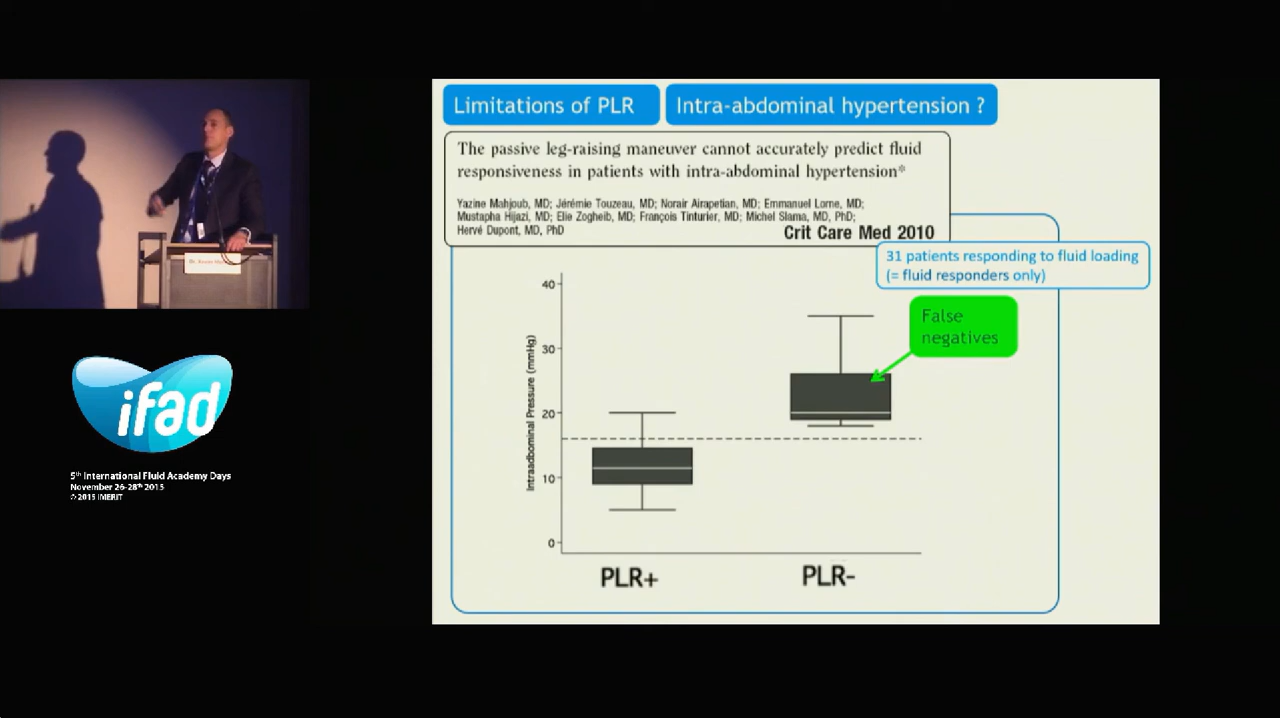 Limitations of PLR
Intra-abdominal hypertension ?
The passive leg-raising maneuver cannot accurately predict fluid
responsiveness in patients with intra-abdominal hypertension*
Yazine Mahjoub, MD; Jérémie Touzeau, MD; Norair Airapetian, MD; Emmanuel Lorne, MD;
Mustapha Hijazi, MD; Elie Zogheib, MD; François Tinturier, MD; Michel Slama, MD, PhD;
Hervé Dupont, MD, PhD
Crit Care Med 2010
31 patients responding to fluid loading
(= fluid responders only)
False
negatives
Intraabdominal Pressure (mmHg)
40
30
20
10
0
PLR+
PLR-
ifad
5th International Fluid Academy Days
November 26-28th 2015
© 2015 IMERIT